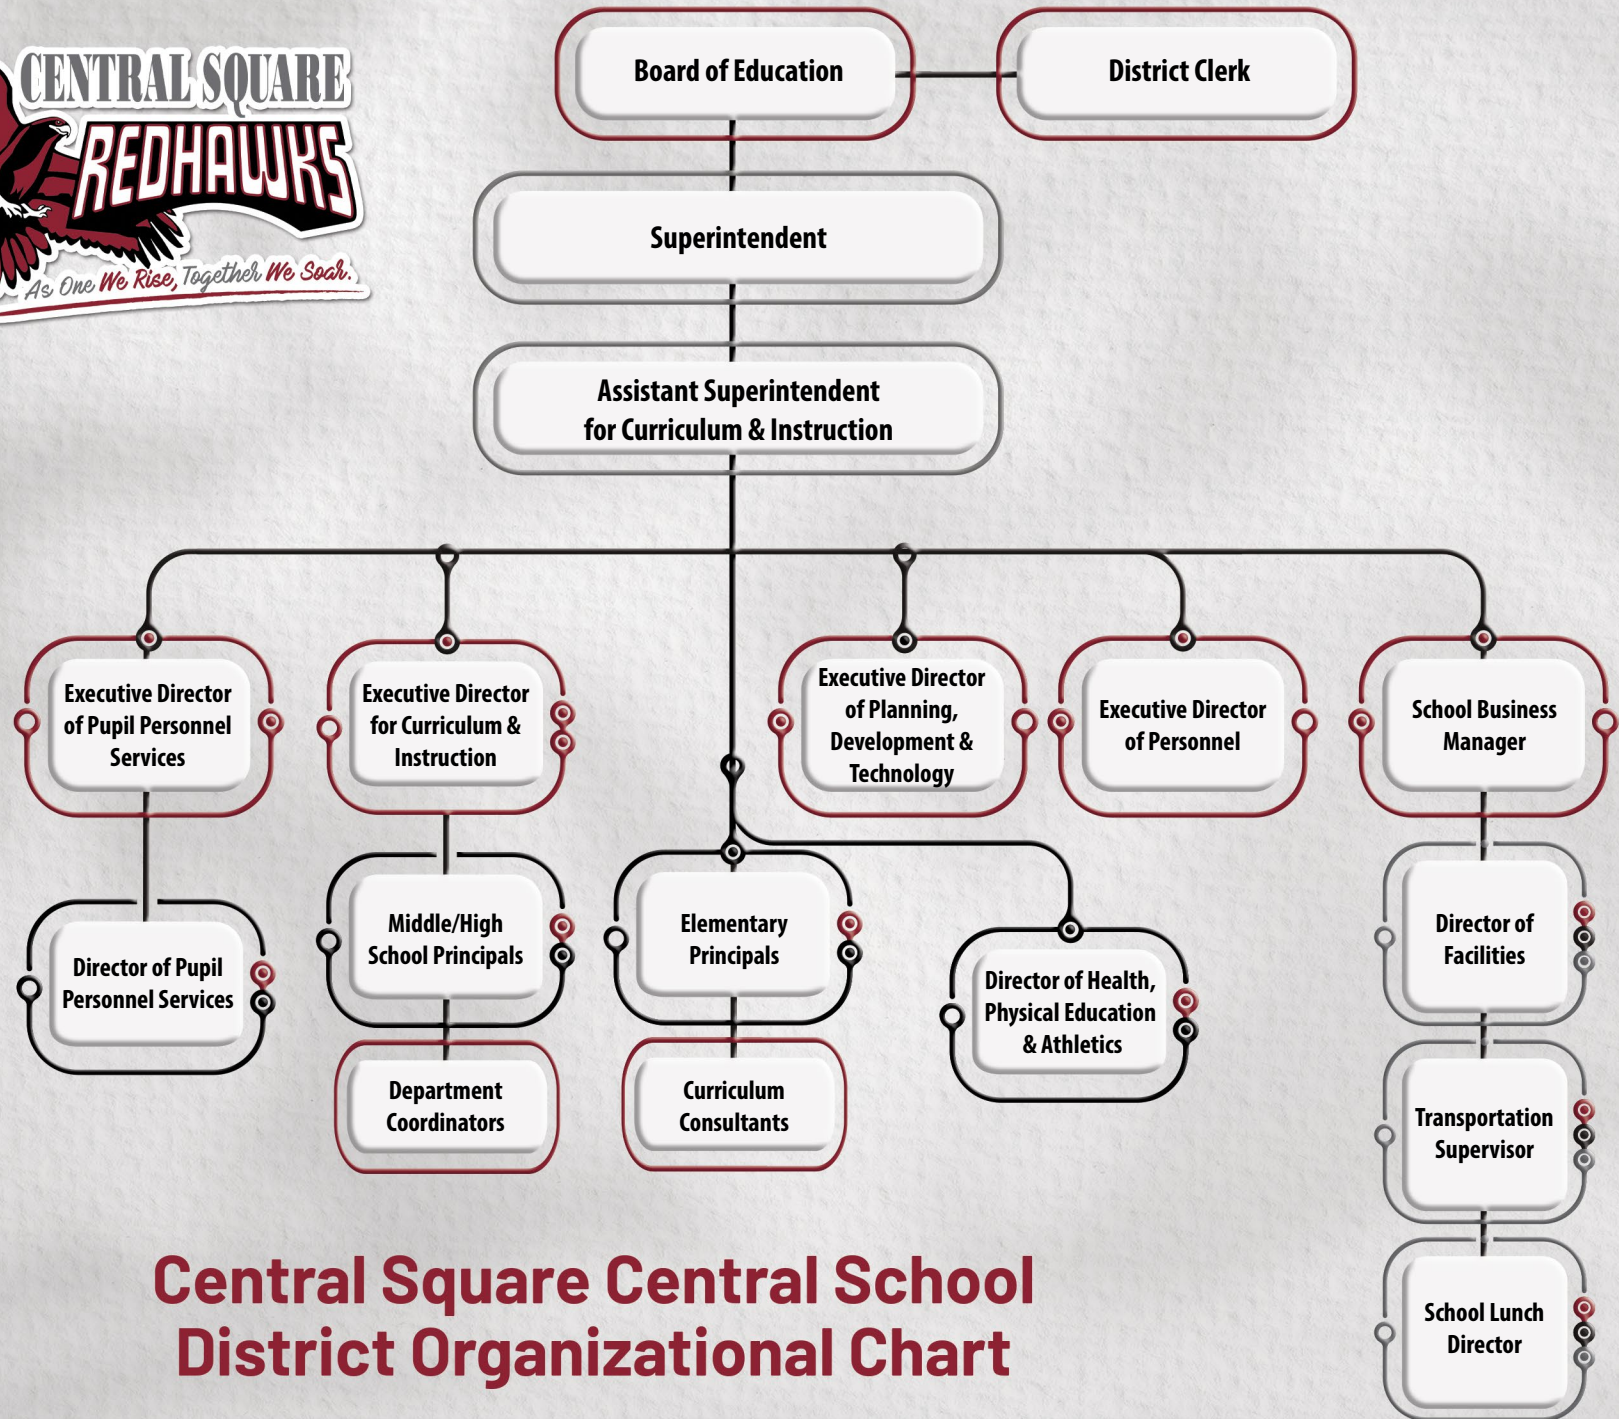 CENTRAL SQUARE
REDHAWKS
As One We Rise, Together We Soar.
Board of Education
District Clerk
Superintendent
Assistant Superintendent
for Curriculum & Instruction
Executive Director
of Pupil Personnel
Services
Executive Director
for Curriculum &
Instruction
Executive Director
of Planning,
Development &
Technology
Executive Director
of Personnel
School Business
Manager
Director of Pupil
Personnel Services
Middle/High
School Principals
Elementary
Principals
Director of Health,
Physical Education
& Athletics
Director of
Facilities
Department
Coordinators
Curriculum
Consultants
Transportation
Supervisor
School Lunch
Director
Central Square Central School
District Organizational Chart